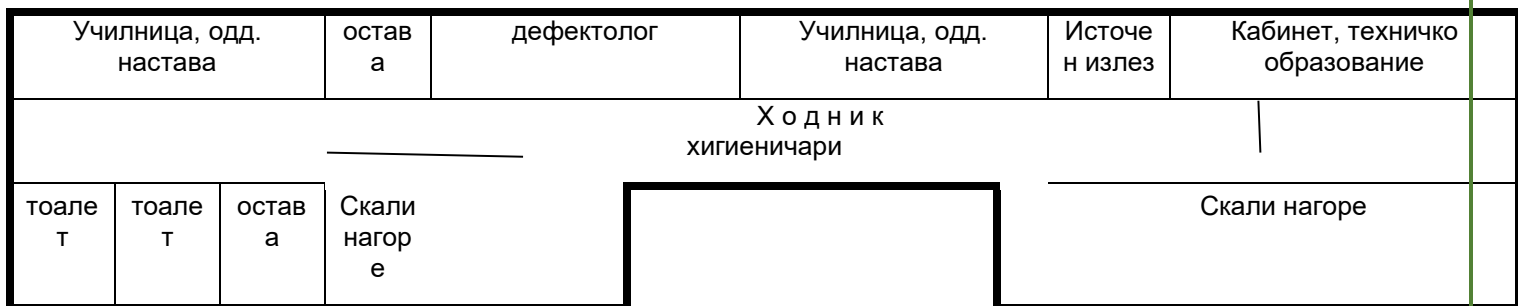 Училница, одд.
настава
остав
а
дефектолог
Училница, одд.
настава
Источе
н излез
Кабинет, техничко
образование
Х о д н и к
хигиеничари
тоале
т
тоале
т
остав
а
Скали
нагор
е
Скали нагоре